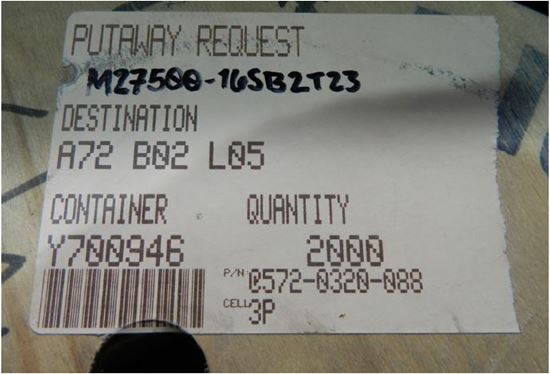 PUTAWAY REQUEST
M27500-16SB2T23
DESTINATION
A72 B02 L05
CONTAINER QUANTITY
Y700946 2000
P/N 0572-0320-088
CELL 3P